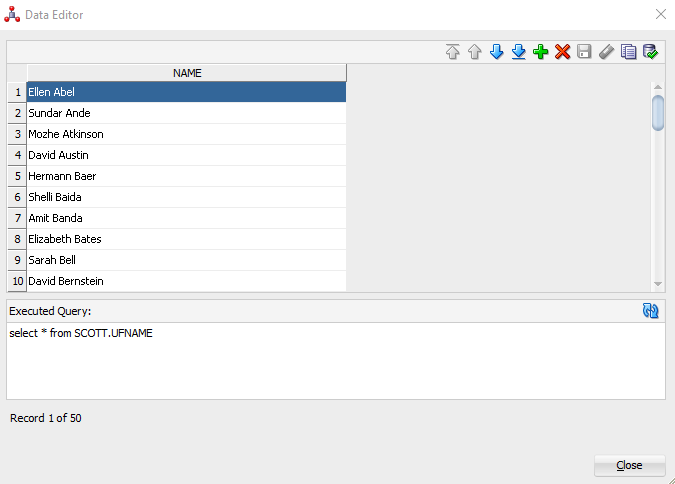 Data Editor
NAME
1 Ellen Abel
2 Sundar Ande
3 Mozhe Atkinson
4 David Austin
5 Hermann Baer
6 Shelli Baida
7 Amit Banda
8 Elizabeth Bates
9 Sarah Bell
10 David Bernstein
Executed Query:
select * from SCOTT.UFNAME
Record 1 of 50
Close